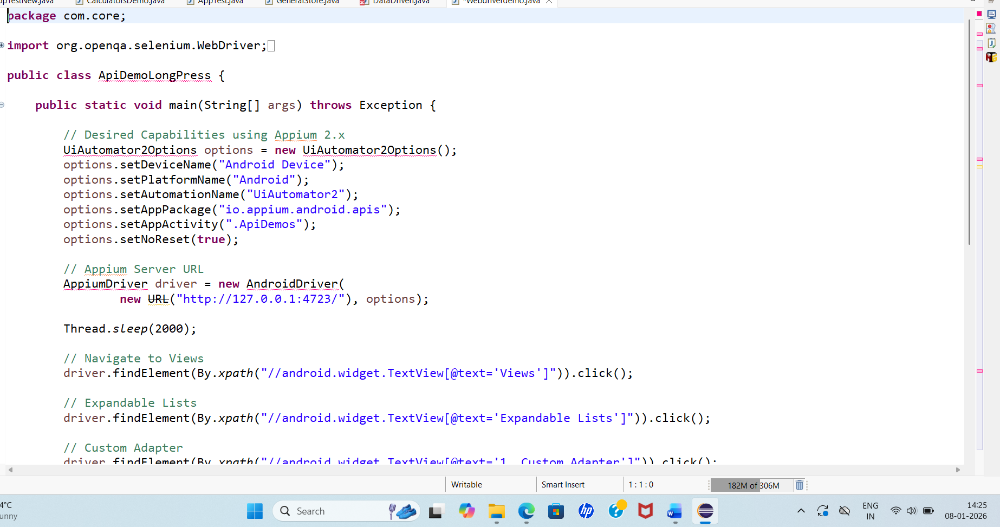 CalculatorsDemo.java
AppTest.java
GeneralStore.java
DataDriven.java
*Webdriverdemo.java
package com.core;
import org.openqa.selenium.WebDriver;
public class ApiDemoLongPress {
public static void main(String[] args) throws Exception {
// Desired Capabilities using Appium 2.x
UiAutomator2Options options = new UiAutomator2Options();
options.setDeviceName("Android Device");
options.setPlatformName("Android");
options.setAutomationName("UiAutomator2");
options.setAppPackage("io.appium.android.apis");
options.setAppActivity(".ApiDemos");
options.setNoReset(true);
// Appium Server URL
AppiumDriver driver = new AndroidDriver(
new URL("http://127.0.0.1:4723/"), options);
Thread.sleep(2000);
// Navigate to Views
driver.findElement(By.xpath("//android.widget.TextView[@text='Views']")).click();
// Expandable Lists
driver.findElement(By.xpath("//android.widget.TextView[@text='Expandable Lists']")).click();
// Custom Adapter
driver.findElement(By.xpath("//android.widget.TextView[@text='1. Custom Adapter']")).click();
Writable
Smart Insert
1 : 1 : 0
182M of 306M
4°C
unny
Search
ENG
IN
14:25
08-01-2026